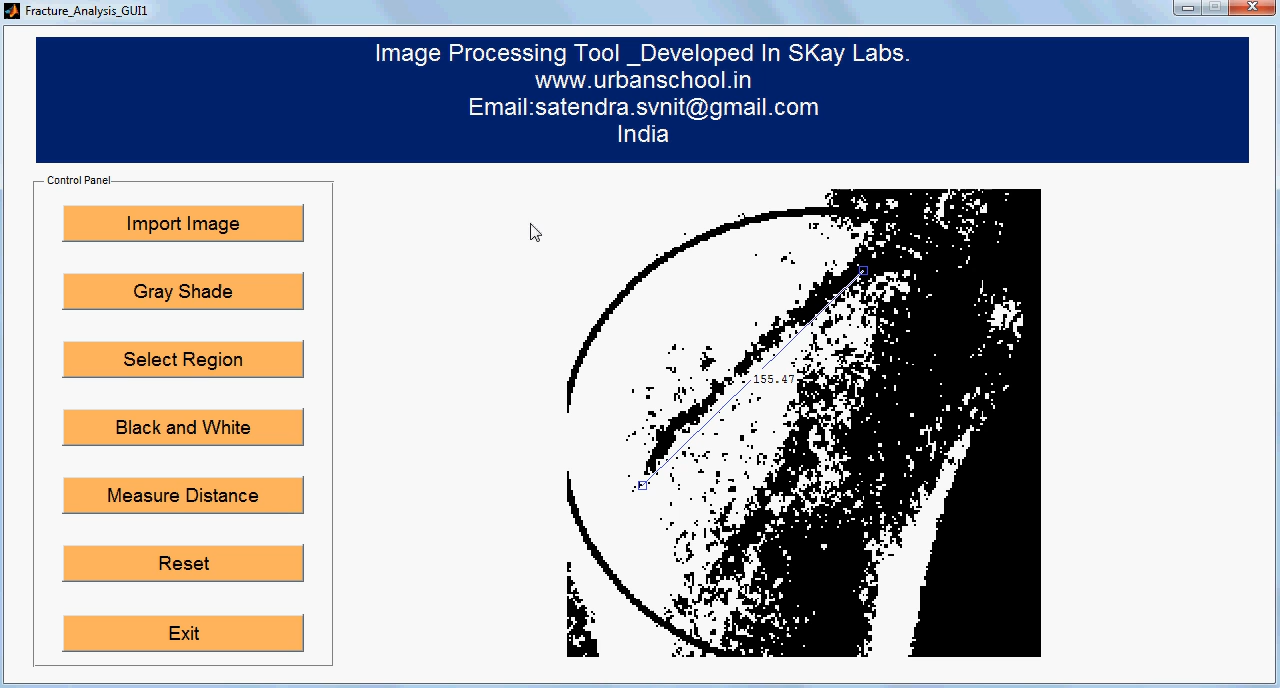 Fracture_Analysis_GUI1
Image Processing Tool _Developed In SKay Labs.
www.urbanschool.in
Email:satendra.svnit@gmail.com
India
Control Panel
Import Image
Gray Shade
Select Region
Black and White
Measure Distance
Reset
Exit
155.47